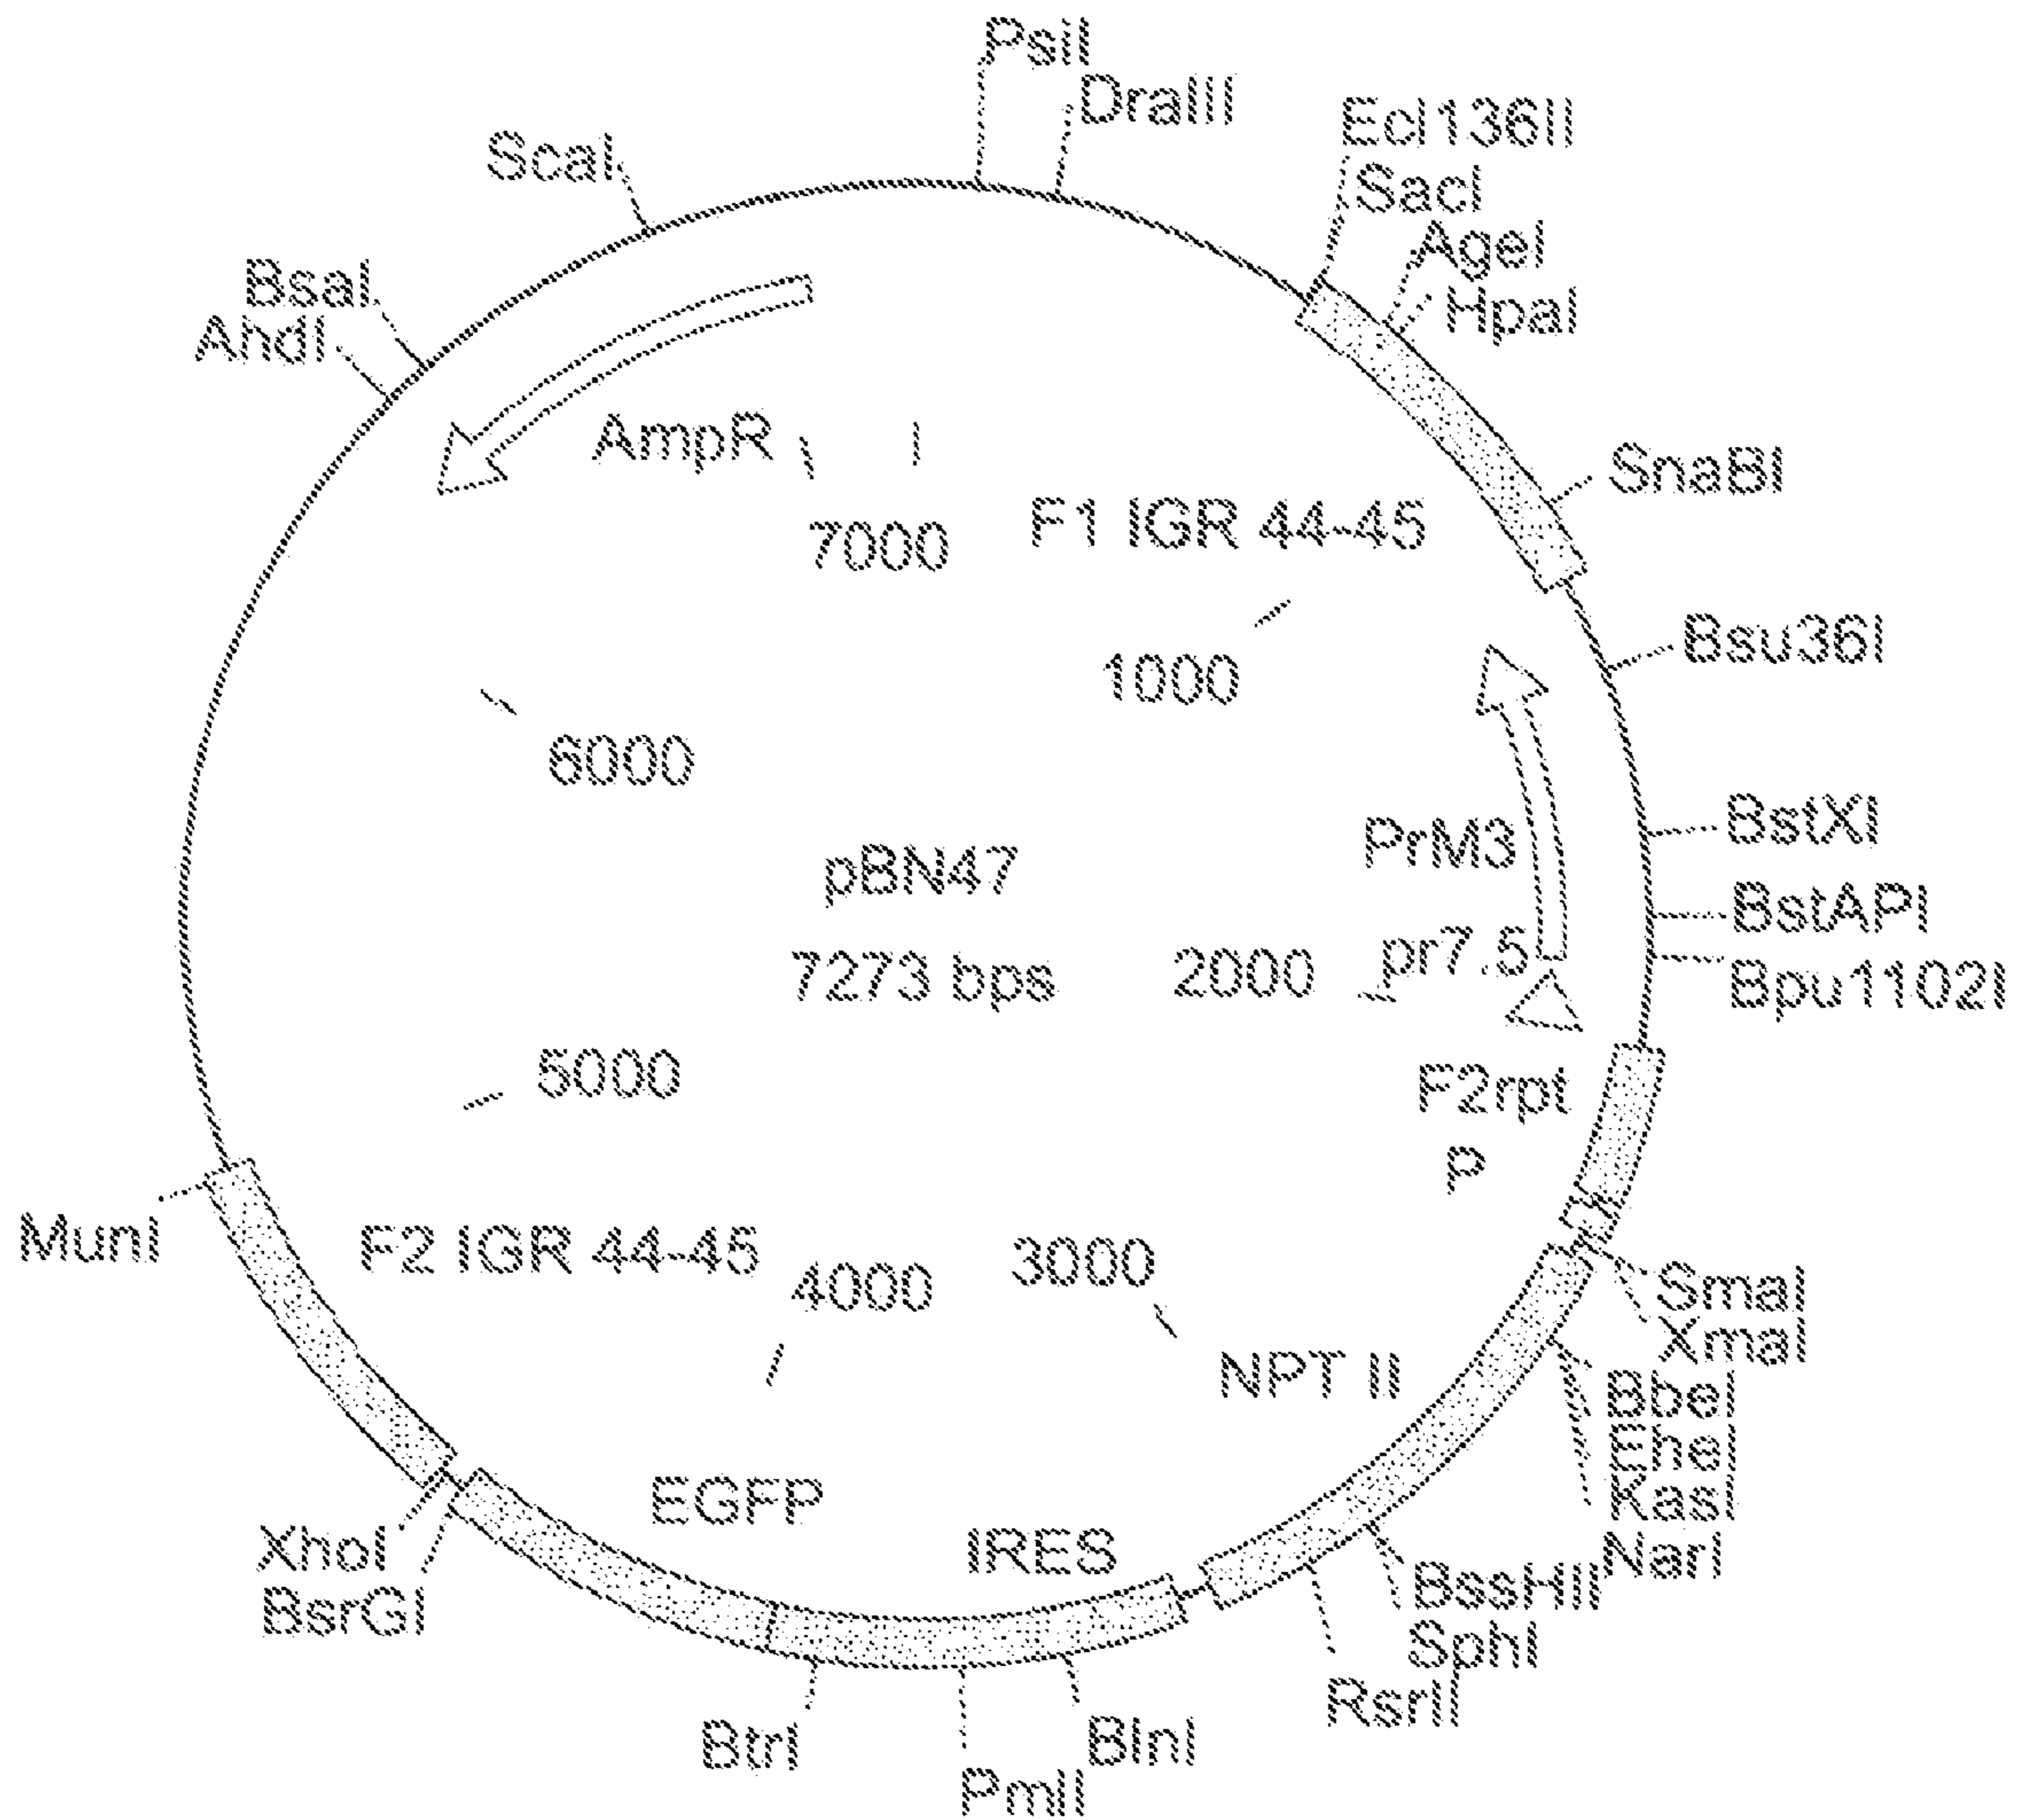 PsiI
DraIII
Ecl136II
SacI
AgeI
HpaI
ScaI
BsaI
AhdI
AmpR
7000
F1 IGR 44-45
SnaBI
1000
Bsu36I
6000
PrM3
BstXI
pBN47
BstAPI
7273 bps
2000
pr7.5
Bpu1102I
5000
F2rpt
P
MunI
F2 IGR 44-45
4000
3000
SmaI
XmaI
NPT II
BbeI
EheI
KasI
NarI
EGFP
IRES
XhoI
BsrGI
BssHII
SphI
RsrII
BtrI
BlnI
PmlI